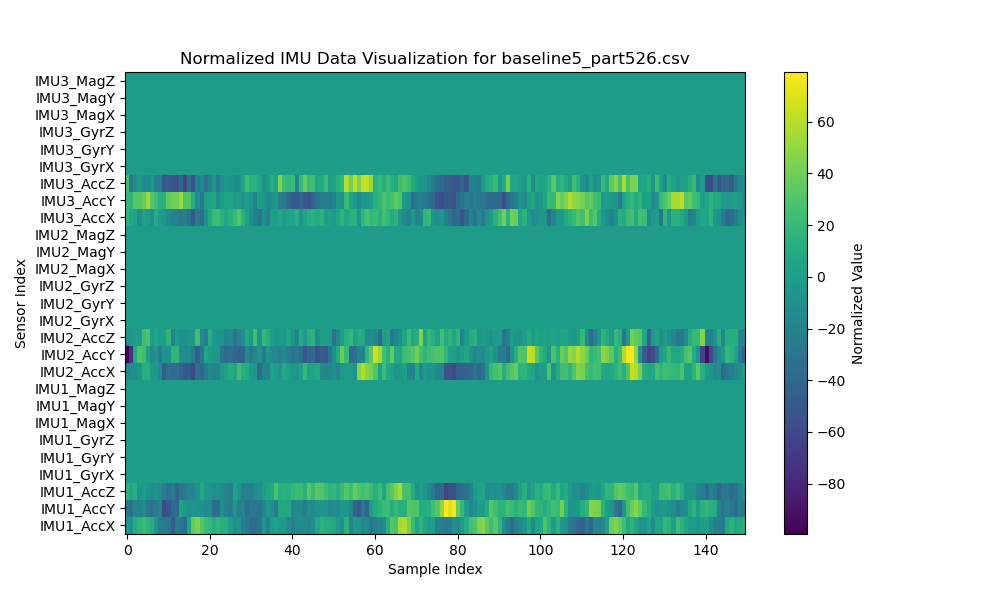 Normalized IMU Data Visualization for baseline5_part526.csv
Sensor Index
IMU3_MagZ
IMU3_MagY
IMU3_MagX
IMU3_GyrZ
IMU3_GyrY
IMU3_GyrX
IMU3_AccZ
IMU3_AccY
IMU3_AccX
IMU2_MagZ
IMU2_MagY
IMU2_MagX
IMU2_GyrZ
IMU2_GyrY
IMU2_GyrX
IMU2_AccZ
IMU2_AccY
IMU2_AccX
IMU1_MagZ
IMU1_MagY
IMU1_MagX
IMU1_GyrZ
IMU1_GyrY
IMU1_GyrX
IMU1_AccZ
IMU1_AccY
IMU1_AccX
0 20 40 60 80 100 120 140
Sample Index
60
40
20
0
−20
−40
−60
−80
Normalized Value